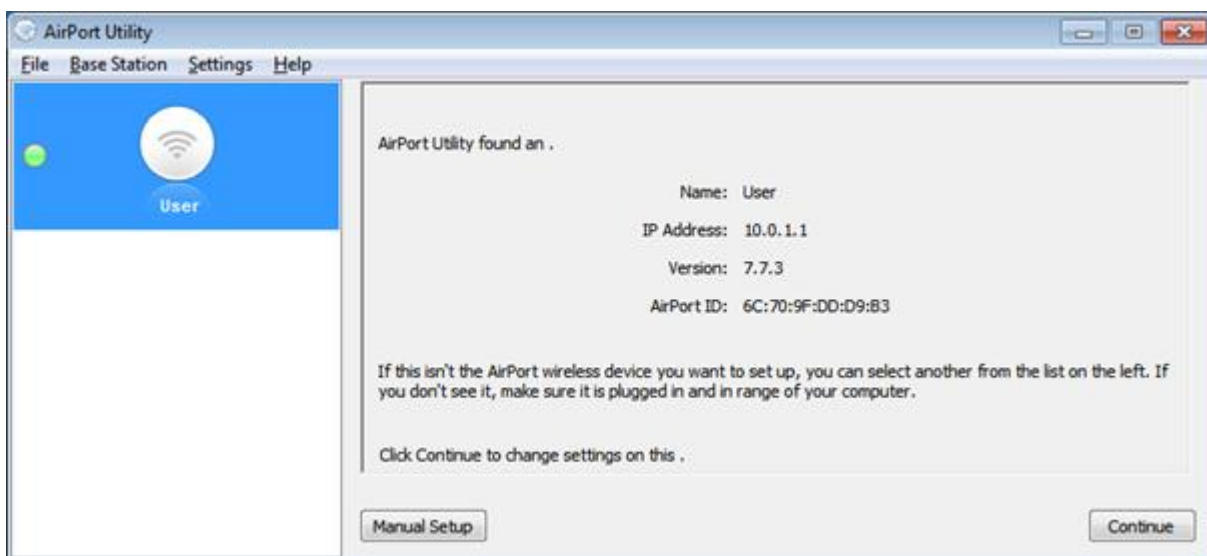 AirPort Utility
File Base Station Settings Help
User
AirPort Utility found an .
Name: User
IP Address: 10.0.1.1
Version: 7.7.3
AirPort ID: 6C:70:9F:DD:D9:B3
If this isn't the AirPort wireless device you want to set up, you can select another from the list on the left. If
you don't see it, make sure it is plugged in and in range of your computer.
Click Continue to change settings on this .
Manual Setup
Continue